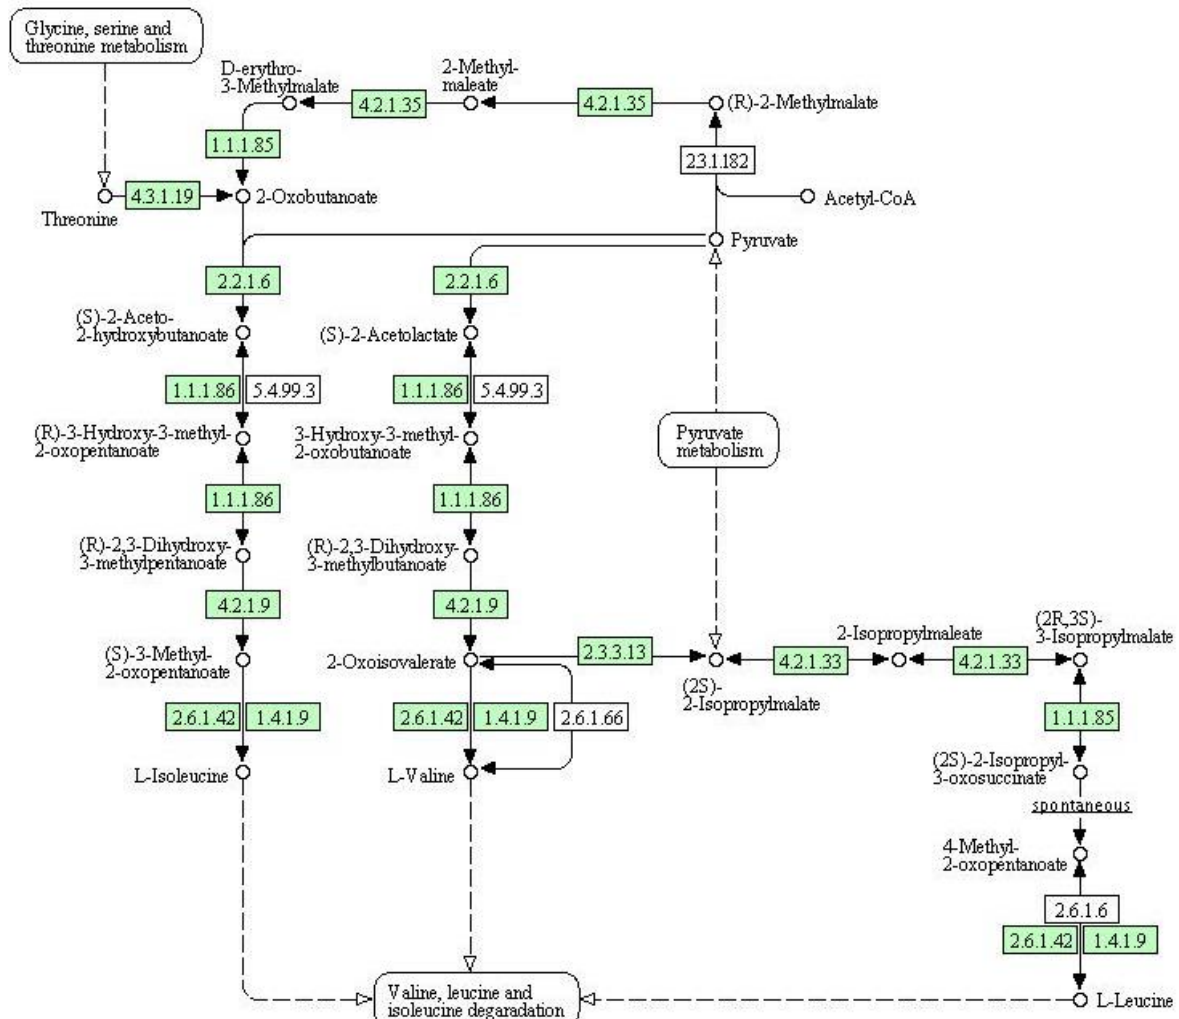 Glycine, serine and
threonine metabolism
D-erythro-
3-Methylmalate
2-Methyl-
maleate
4.2.1.35
4.2.1.35
(R)-2-Methylmalate
1.1.1.85
2.3.1.182
4.3.1.19
2-Oxobutanoate
Threonine
Acetyl-CoA
Pyruvate
2.2.1.6
2.2.1.6
(S)-2-Aceto-
2-hydroxybutanoate
(S)-2-Acetolactate
1.1.1.86
5.4.99.3
1.1.1.86
5.4.99.3
(R)-3-Hydroxy-3-methyl-
2-oxopentanoate
3-Hydroxy-3-methyl-
2-oxobutanoate
Pyruvate
metabolism
1.1.1.86
1.1.1.86
(R)-2,3-Dihydroxy-
3-methylpentanoate
(R)-2,3-Dihydroxy-
3-methylbutanoate
4.2.1.9
4.2.1.9
(S)-3-Methyl-
2-oxopentanoate
2-Oxoisovalerate
2.3.3.13
(2S)-
2-Isopropylmalate
4.2.1.33
2-Isopropylmaleate
4.2.1.33
(2R,3S)-
3-Isopropylmalate
2.6.1.42
1.4.1.9
2.6.1.42
1.4.1.9
2.6.1.66
1.1.1.85
L-Isoleucine
L-Valine
(2S)-2-Isopropyl-
3-oxosuccinate
spontaneous
4-Methyl-
2-oxopentanoate
2.6.1.6
2.6.1.42
1.4.1.9
Valine, leucine and
isoleucine degaradation
L-Leucine